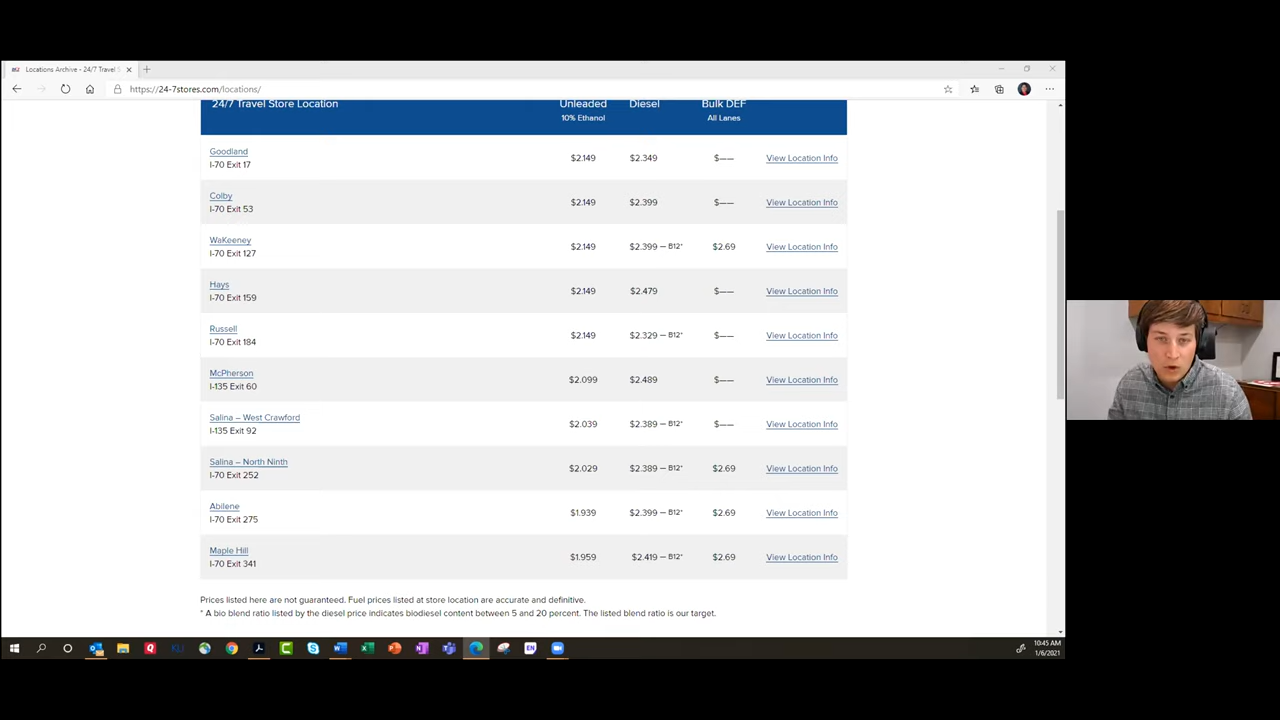 Locations Archive - 24/7 Travel S
https://24-7stores.com/locations/
24/7 Travel Store Location Unleaded Diesel Bulk DEF
10% Ethanol All Lanes
Goodland
I-70 Exit 17
$2.149 $2.349 $—— View Location Info
Colby
I-70 Exit 53
$2.149 $2.399 $—— View Location Info
WaKeeney
I-70 Exit 127
$2.149 $2.399 — B12* $2.69 View Location Info
Hays
I-70 Exit 159
$2.149 $2.479 $—— View Location Info
Russell
I-70 Exit 184
$2.149 $2.329 — B12* $—— View Location Info
McPherson
I-135 Exit 60
$2.099 $2.489 $—— View Location Info
Salina – West Crawford
I-135 Exit 92
$2.039 $2.389 — B12* $—— View Location Info
Salina – North Ninth
I-70 Exit 252
$2.029 $2.389 — B12* $2.69 View Location Info
Abilene
I-70 Exit 275
$1.939 $2.399 — B12* $2.69 View Location Info
Maple Hill
I-70 Exit 341
$1.959 $2.419 — B12* $2.69 View Location Info
Prices listed here are not guaranteed. Fuel prices listed at store location are accurate and definitive.
* A bio blend ratio listed by the diesel price indicates biodiesel content between 5 and 20 percent. The listed blend ratio is our target.
10:45 AM
1/6/2021